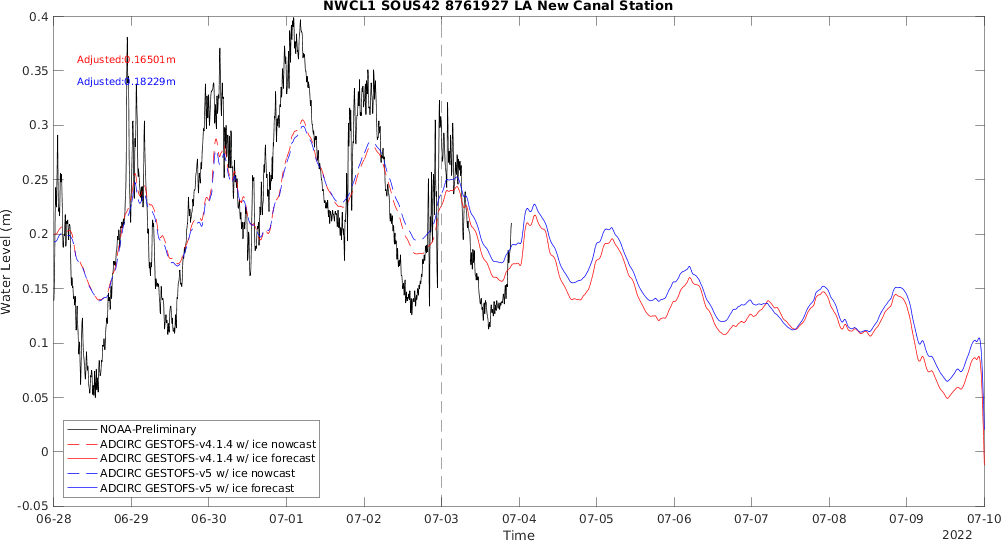 NWCL1 SOUS42 8761927 LA New Canal Station
Adjusted:0.16501m
Adjusted:0.18229m
Water Level (m)
0.4
0.35
0.3
0.25
0.2
0.15
0.1
0.05
0
-0.05
NOAA-Preliminary
ADCIRC GESTOFS-v4.1.4 w/ ice nowcast
ADCIRC GESTOFS-v4.1.4 w/ ice forecast
ADCIRC GESTOFS-v5 w/ ice nowcast
ADCIRC GESTOFS-v5 w/ ice forecast
06-28 06-29 06-30 07-01 07-02 07-03 07-04 07-05 07-06 07-07 07-08 07-09 07-10
Time
2022